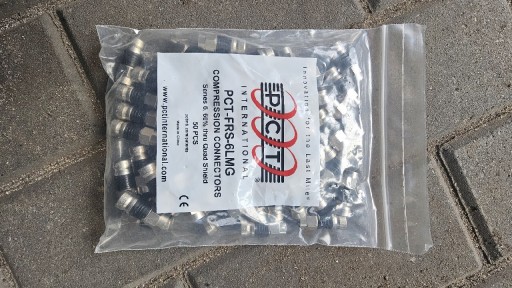 Innovations for the Last Mile®
PCT®
INTERNATIONAL
PCT-FRS-6LMG
COMPRESSION CONNECTORS
Series 6, 60% thru Quad Shield
50 PCS
www.pctinternational.com
CE